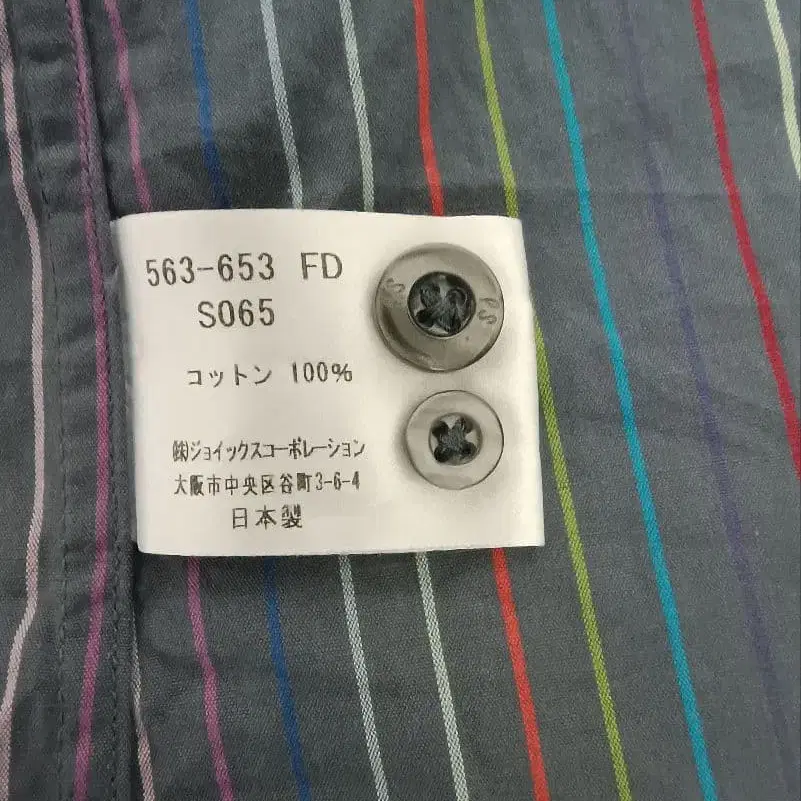 563-653 FD
S065
コットン 100%
㈱ジョイックスコーポレーション
大阪市中央区谷町3-6-4
日本製
PS